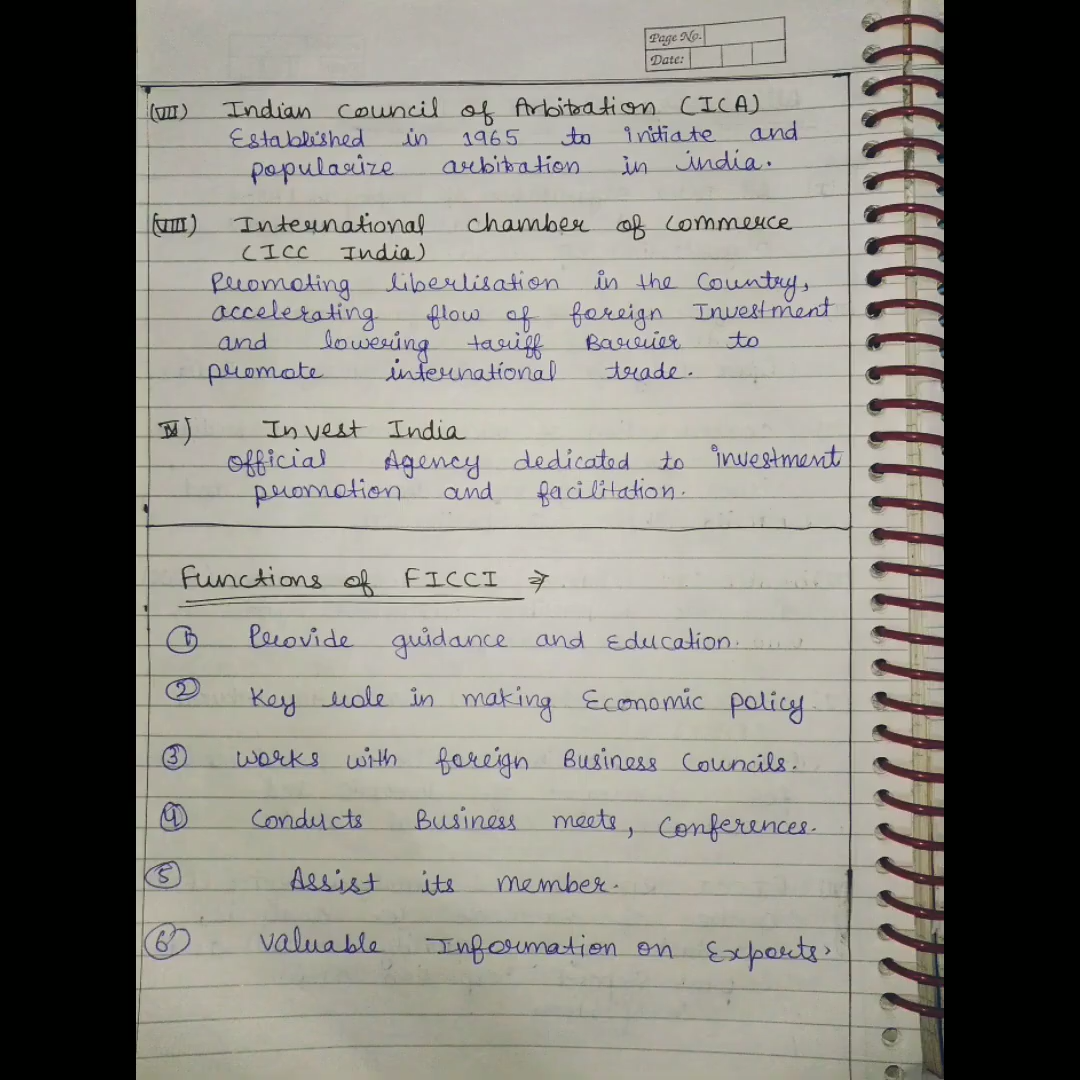 Page No.
Date:
(VII) Indian Council of Arbitration (ICA)
Established in 1965 to initiate and
popularize arbitration in india.
(VIII) International chamber of commerce
(ICC India)
Promoting liberlisation in the Country,
accelerating flow of foreign Investment
and lowering tariff Barrier to
promote international trade.
IX) Invest India
official Agency dedicated to investment
promotion and facilitation.
Functions of FICCI ⇒
① Provide guidance and Education.
② Key role in making Economic policy
③ works with foreign Business Councils.
④ Conducts Business meets, Conferences.
⑤ Assist its member.
⑥ valuable Information on Exports.